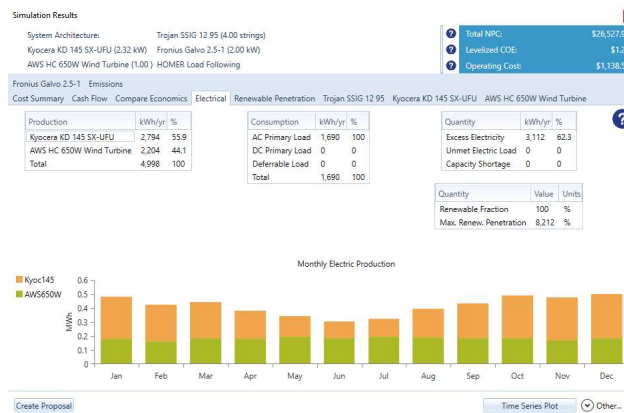 Simulation Results
System Architecture: Trojan SSIG 12 95 (4.00 strings)
Kyocera KD 145 SX-UFU (2.32 kW) Fronius Galvo 2.5-1 (2.00 kW)
AWS HC 650W Wind Turbine (1.00 ) HOMER Load Following
Total NPC: $26,527.9
Levelized COE: $1.2
Operating Cost: $1,138.5
Fronius Galvo 2.5-1 Emissions
Cost Summary Cash Flow Compare Economics Electrical Renewable Penetration Trojan SSIG 12 95 Kyocera KD 145 SX-UFU AWS HC 650W Wind Turbine
Production kWh/yr %
Kyocera KD 145 SX-UFU 2,794 55.9
AWS HC 650W Wind Turbine 2,204 44.1
Total 4,998 100
Consumption kWh/yr %
AC Primary Load 1,690 100
DC Primary Load 0 0
Deferrable Load 0 0
Total 1,690 100
Quantity kWh/yr %
Excess Electricity 3,112 62.3
Unmet Electric Load 0 0
Capacity Shortage 0 0
Quantity Value Units
Renewable Fraction 100 %
Max. Renew. Penetration 8,212 %
Monthly Electric Production
Kyoc145
AWS650W
MWh
0.6
0.5
0.4
0.3
0.2
0.1
0
Jan Feb Mar Apr May Jun Jul Aug Sep Oct Nov Dec
Create Proposal
Time Series Plot
Other...